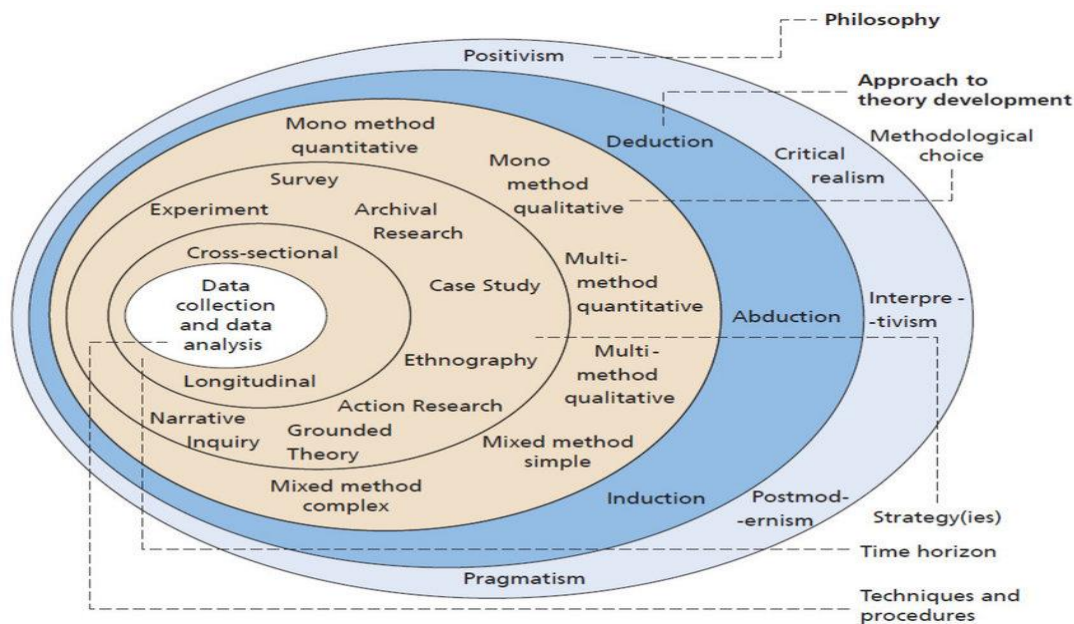 Philosophy
Positivism
Approach to
theory development
Mono method
quantitative
Deduction
Methodological
choice
Critical
realism
Mono
method
qualitative
Survey
Experiment
Archival
Research
Cross-sectional
Multi-
method
quantitative
Data
collection
and data
analysis
Case Study
Interpre -
-tivism
Abduction
Ethnography
Multi -
method
qualitative
Longitudinal
Action Research
Narrative
Inquiry
Grounded
Theory
Mixed method
simple
Mixed method
complex
Induction
Postmod-
-ernism
Strategy(ies)
Time horizon
Pragmatism
Techniques and
procedures